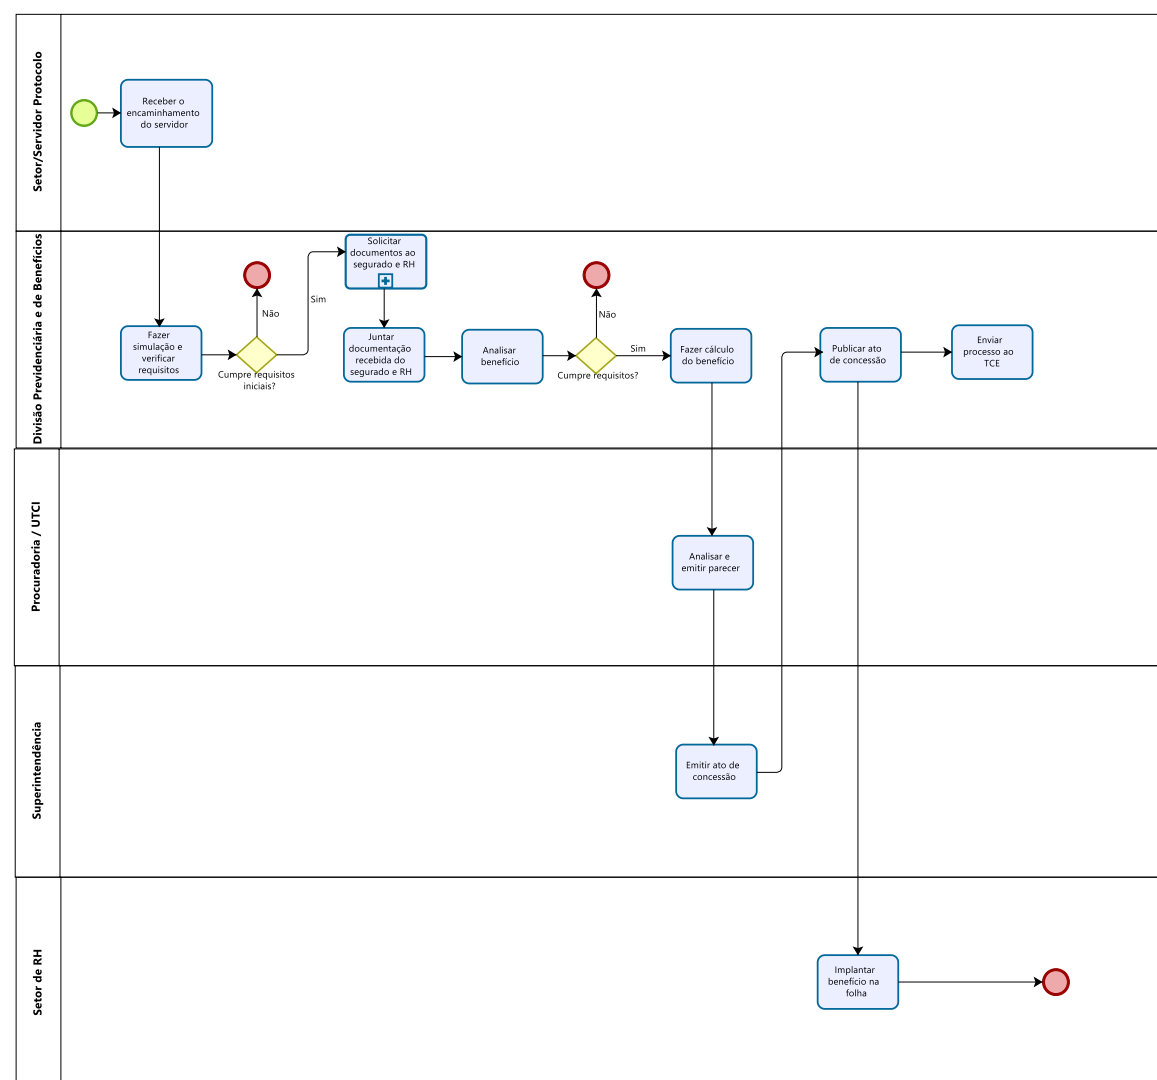 Setor/Servidor Protocolo
Receber o
encaminhamento
do servidor
Divisão Previdenciária e de Benefícios
Fazer
simulação e
verificar
requisitos
Não
Cumpre requisitos
iniciais?
Sim
Solicitar
documentos ao
segurado e RH
Juntar
documentação
recebida do
segurado e RH
Analisar
benefício
Não
Cumpre requisitos?
Sim
Fazer cálculo
do benefício
Publicar ato
de concessão
Enviar
processo ao
TCE
Procuradoria / UTCI
Analisar e
emitir parecer
Superintendência
Emitir ato de
concessão
Setor de RH
Implantar
benefício na
folha